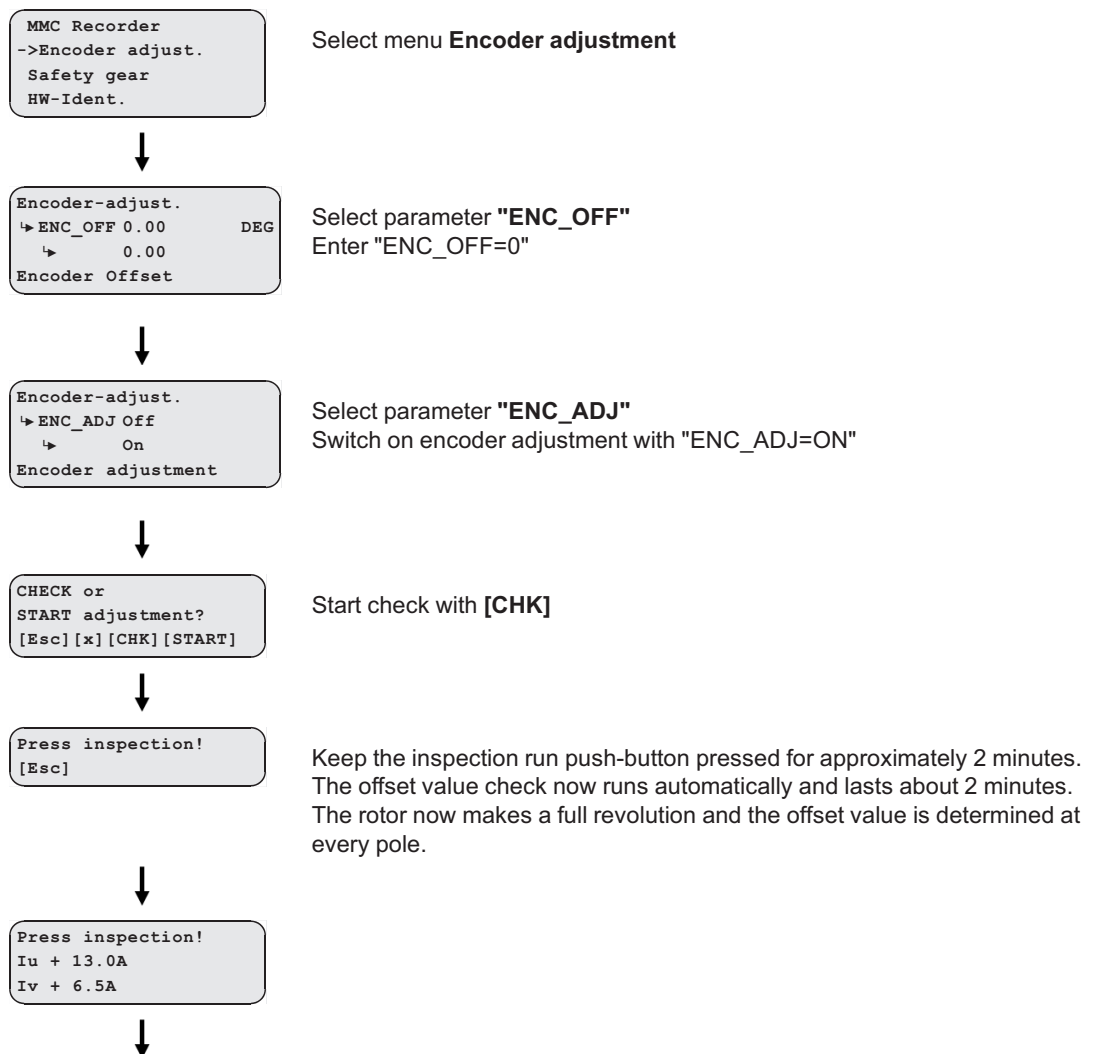 MMC Recorder
->Encoder adjust.
Safety gear
HW-Ident.
Select menu Encoder adjustment
Encoder-adjust.
↳ ENC_OFF 0.00 DEG
↳ 0.00
Encoder Offset
Select parameter "ENC_OFF"
Enter "ENC_OFF=0"
Encoder-adjust.
↳ ENC_ADJ Off
↳ On
Encoder adjustment
Select parameter "ENC_ADJ"
Switch on encoder adjustment with "ENC_ADJ=ON"
CHECK or
START adjustment?
[Esc][x][CHK][START]
Start check with [CHK]
Press inspection!
[Esc]
Keep the inspection run push-button pressed for approximately 2 minutes.
The offset value check now runs automatically and lasts about 2 minutes.
The rotor now makes a full revolution and the offset value is determined at
every pole.
Press inspection!
Iu + 13.0A
Iv + 6.5A